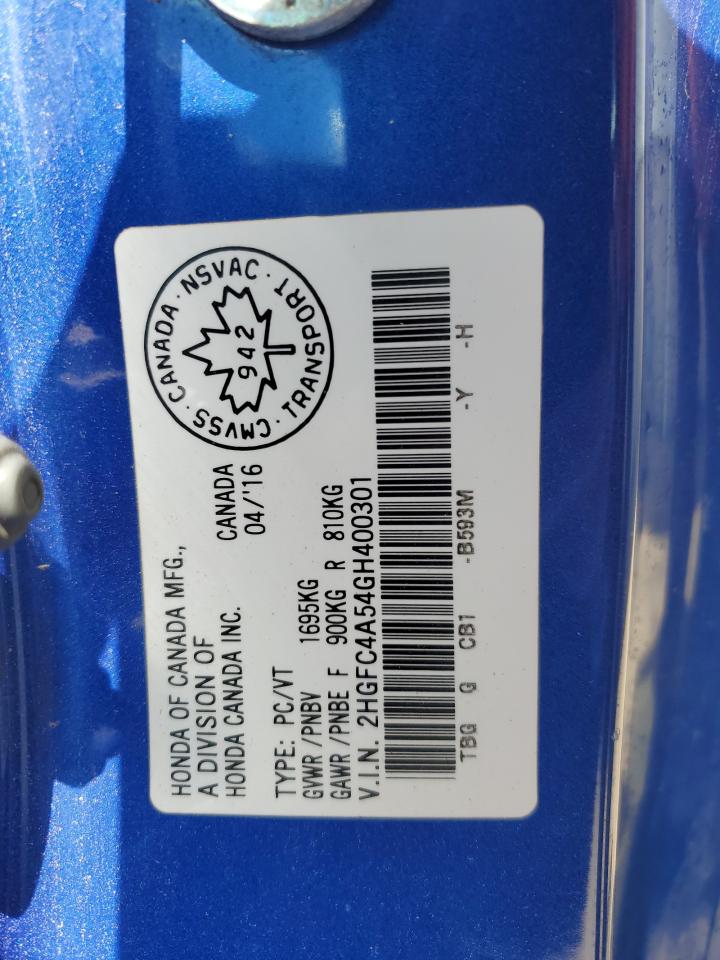 HONDA OF CANADA MFG.,
A DIVISION OF
HONDA CANADA INC.
CANADA
04/'16
CMVSS · CANADA · NSVAC · TRANSPORT ·
942
TYPE: PC/VT
GVWR /PNBV 1695KG
GAWR /PNBE F 900KG R 810KG
V.I.N. 2HGFC4A54GH400301
TBG G CB1 -B593M -Y -H